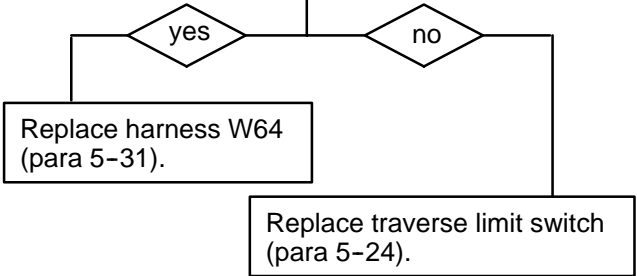 yes
no
Replace harness W64
(para 5-31).
Replace traverse limit switch
(para 5-24).